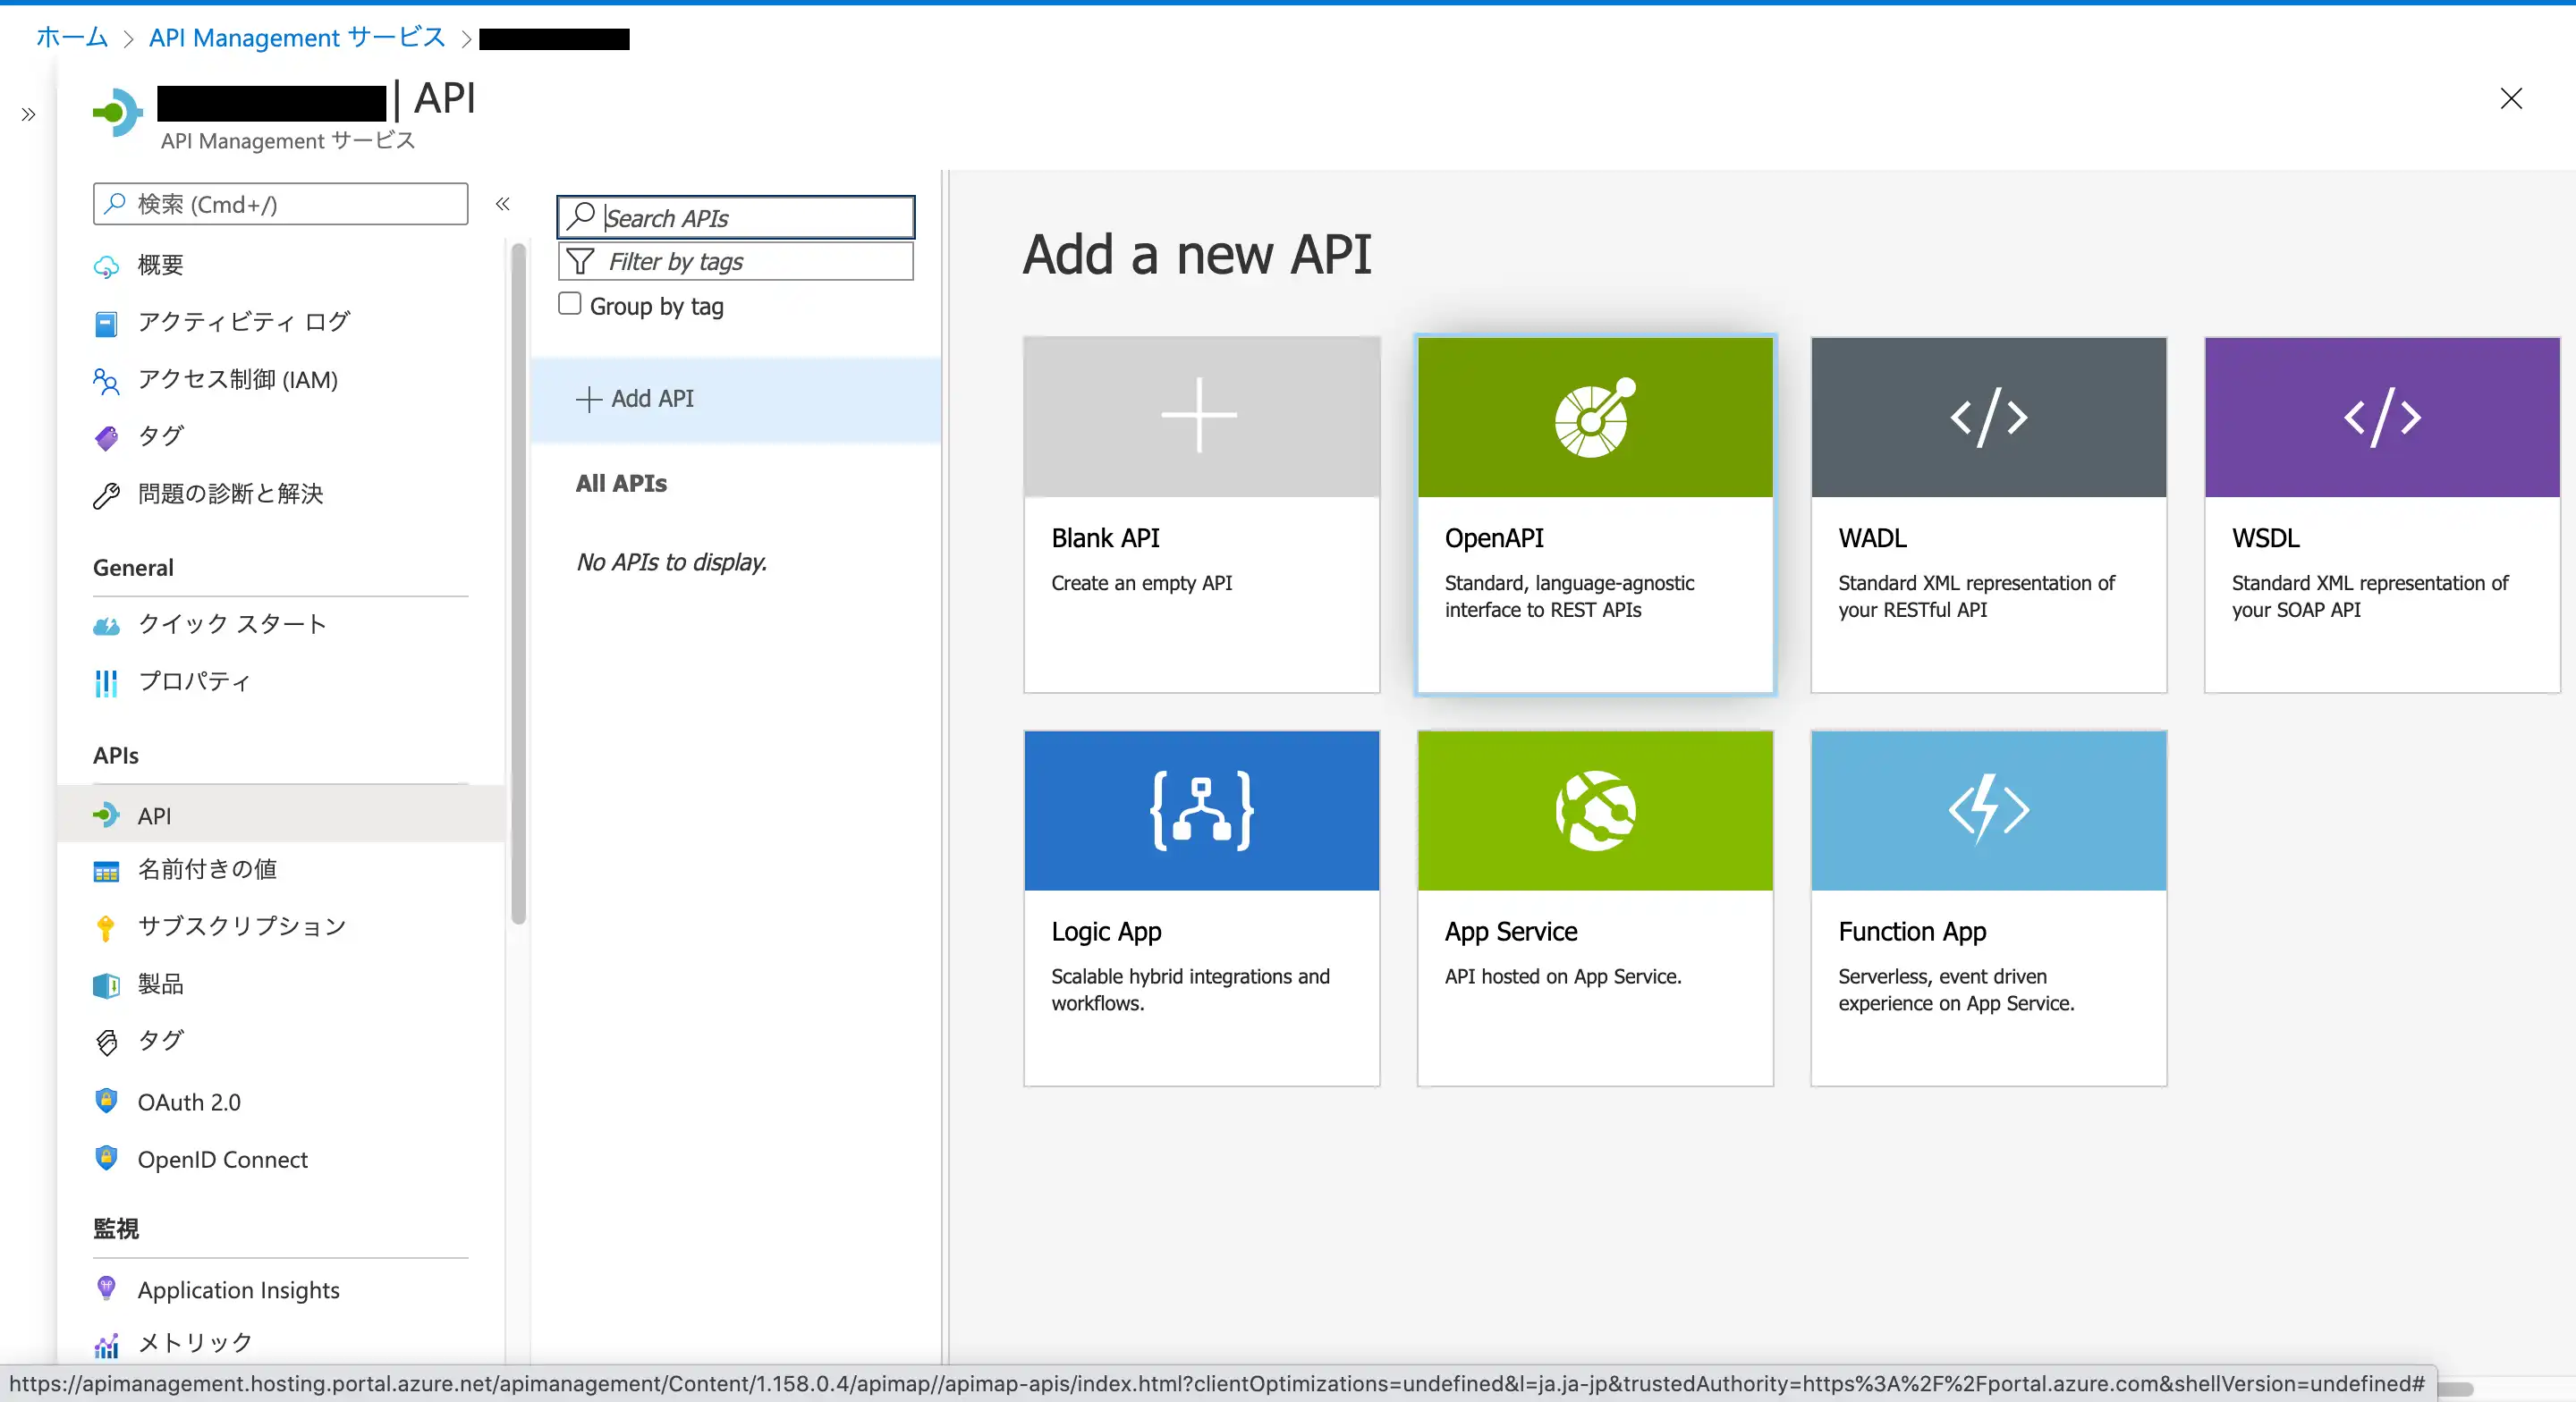 ホーム > API Management サービス >
| API
API Management サービス
検索 (Cmd+/)
概要
アクティビティ ログ
アクセス制御 (IAM)
タグ
問題の診断と解決
General
クイック スタート
プロパティ
APIs
API
名前付きの値
サブスクリプション
製品
タグ
OAuth 2.0
OpenID Connect
監視
Application Insights
メトリック
Search APIs
Filter by tags
Group by tag
Add API
All APIs
No APIs to display.
Add a new API
Blank API
Create an empty API
OpenAPI
Standard, language-agnostic
interface to REST APIs
WADL
Standard XML representation of
your RESTful API
WSDL
Standard XML representation of
your SOAP API
Logic App
Scalable hybrid integrations and
workflows.
App Service
API hosted on App Service.
Function App
Serverless, event driven
experience on App Service.
https://apimanagement.hosting.portal.azure.net/apimanagement/Content/1.158.0.4/apimap//apimap-apis/index.html?clientOptimizations=undefined&l=ja.ja-jp&trustedAuthority=https%3A%2F%2Fportal.azure.com&shellVersion=undefined#